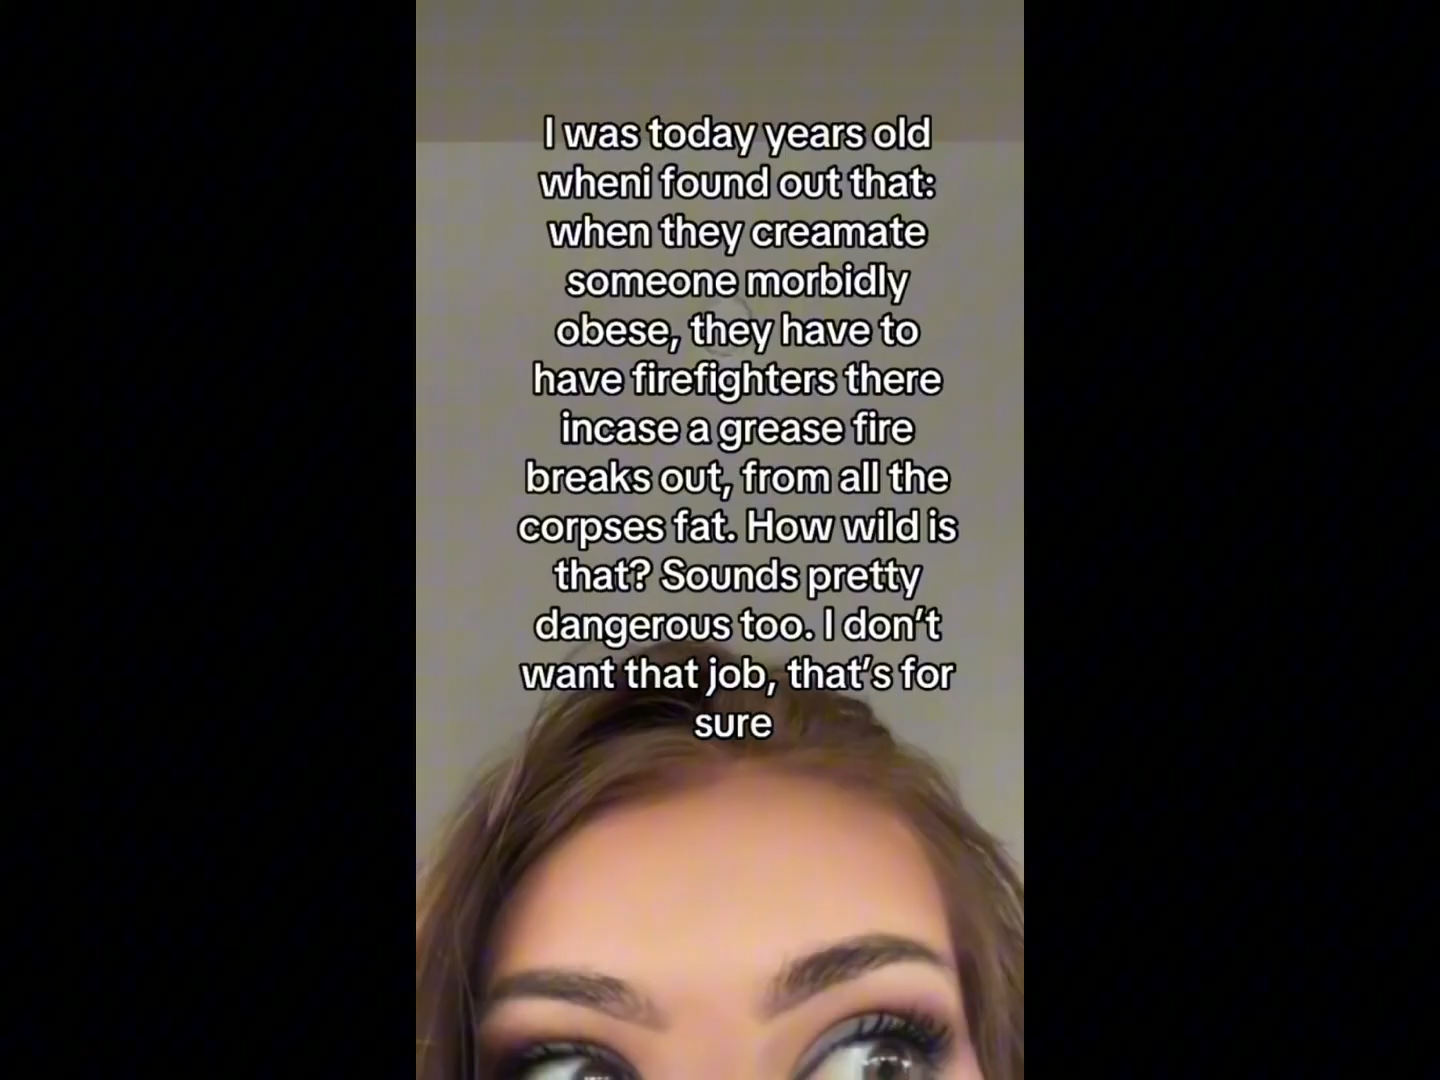 I was today years old
wheni found out that:
when they creamate
someone morbidly
obese, they have to
have firefighters there
incase a grease fire
breaks out, from all the
corpses fat. How wild is
that? Sounds pretty
dangerous too. I don’t
want that job, that’s for
sure